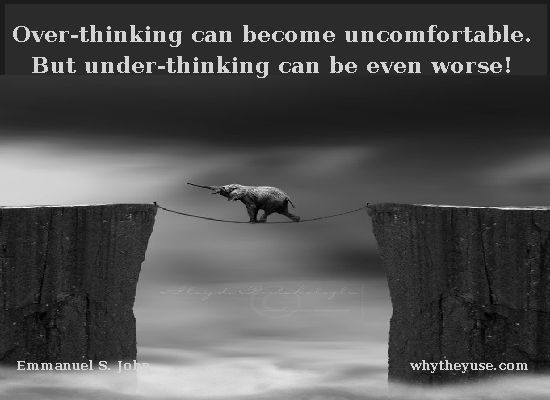 Over-thinking can become uncomfortable.
But under-thinking can be even worse!
Emmanuel S. John
whytheyuse.com